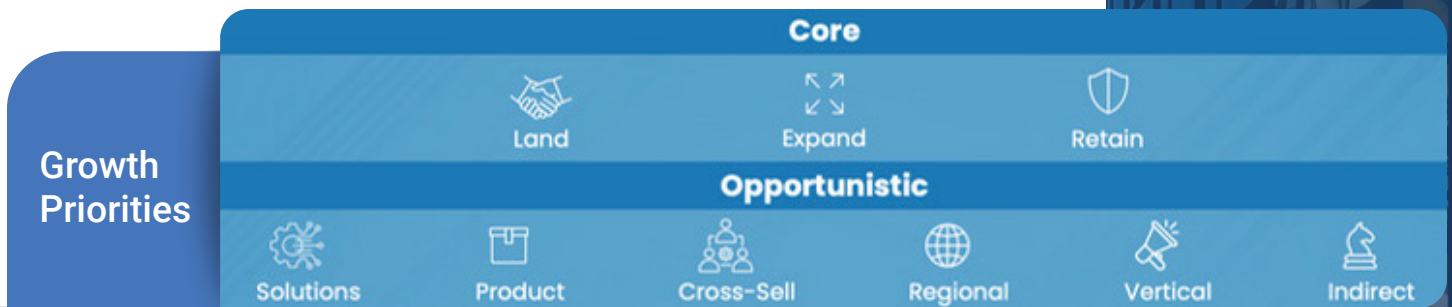 Growth
Priorities
Core
Land
Expand
Retain
Opportunistic
Solutions
Product
Cross-Sell
Regional
Vertical
Indirect